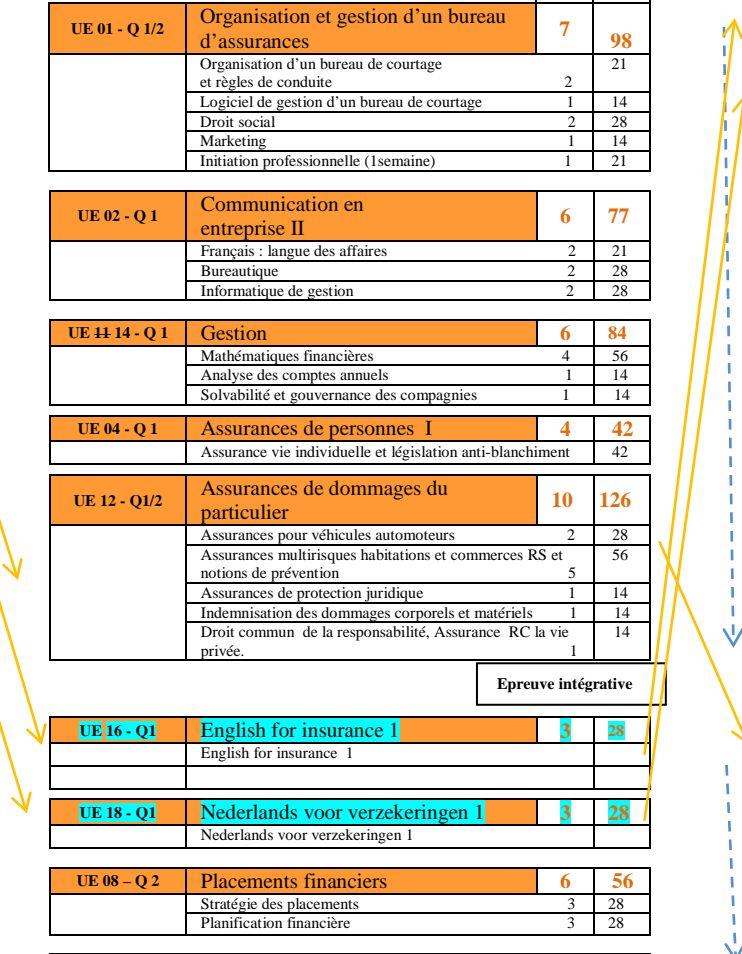 UE 01 - Q 1/2 Organisation et gestion d’un bureau 7 98
d’assurances
Organisation d’un bureau de courtage 21
et règles de conduite 2
Logiciel de gestion d’un bureau de courtage 1 14
Droit social 2 28
Marketing 1 14
Initiation professionnelle (1semaine) 1 21
UE 02 - Q 1 Communication en 6 77
entreprise II
Français : langue des affaires 2 21
Bureautique 2 28
Informatique de gestion 2 28
UE 11 14 - Q 1 Gestion 6 84
Mathématiques financières 4 56
Analyse des comptes annuels 1 14
Solvabilité et gouvernance des compagnies 1 14
UE 04 - Q 1 Assurances de personnes I 4 42
Assurance vie individuelle et législation anti-blanchiment 42
UE 12 - Q1/2 Assurances de dommages du 10 126
particulier
Assurances pour véhicules automoteurs 2 28
Assurances multirisques habitations et commerces RS et 56
notions de prévention 5
Assurances de protection juridique 1 14
Indemnisation des dommages corporels et matériels 1 14
Droit commun de la responsabilité, Assurance RC la vie 14
privée. 1
Epreuve intégrative
UE 16 - Q1 English for insurance 1 3 28
English for insurance 1
UE 18 - Q1 Nederlands voor verzekeringen 1 3 28
Nederlands voor verzekeringen 1
UE 08 – Q 2 Placements financiers 6 56
Stratégie des placements 3 28
Planification financière 3 28